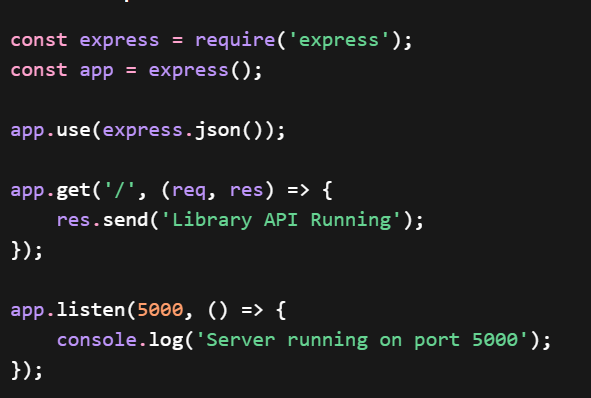 const express = require('express');
const app = express();

app.use(express.json());

app.get('/', (req, res) => {
    res.send('Library API Running');
});

app.listen(5000, () => {
    console.log('Server running on port 5000');
});